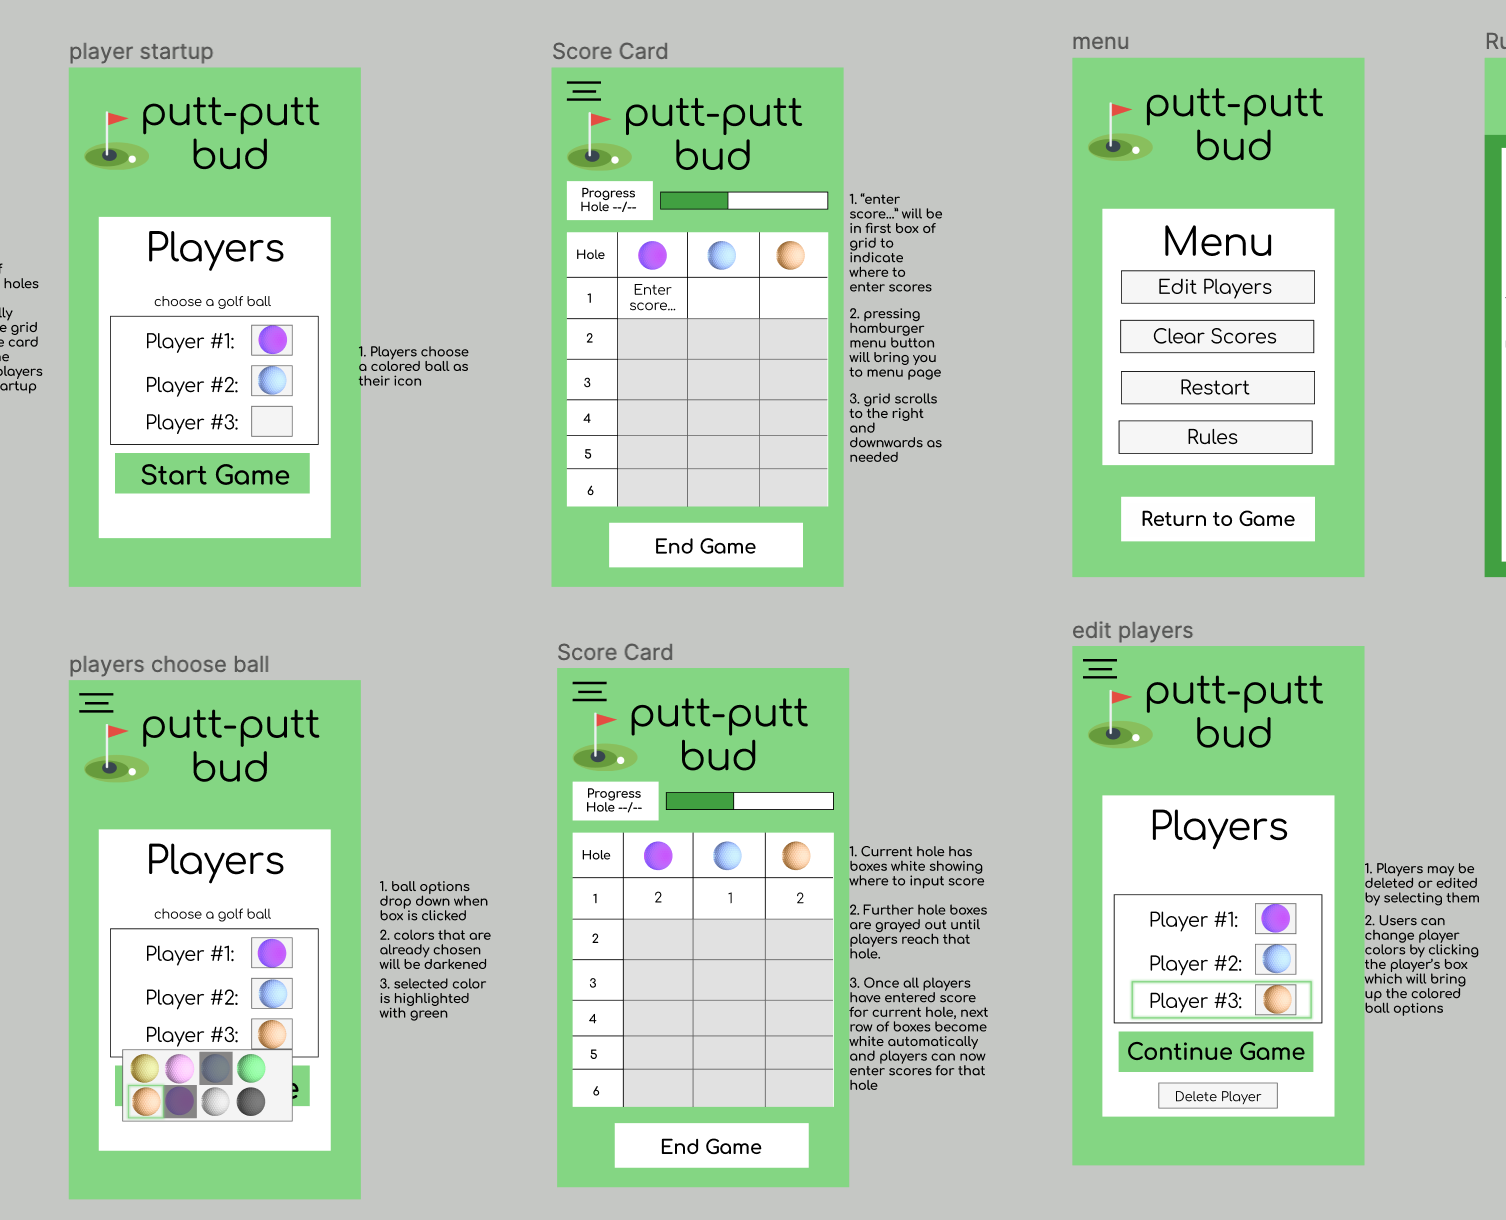 player startup
putt-putt
bud
Players
choose a golf ball
Player #1:
Player #2:
Player #3:
Start Game
holes
grid
card
players
1. Players choose
a colored ball as
their icon
Score Card
putt-putt
bud
Progress
Hole --/--
Hole
1
Enter
score...
2
3
4
5
6
End Game
1. “enter
score...” will be
in first box of
grid to
indicate
where to
enter scores
2. pressing
hamburger
menu button
will bring you
to menu page
3. grid scrolls
to the right
and
downwards as
needed
menu
putt-putt
bud
Menu
Edit Players
Clear Scores
Restart
Rules
Return to Game
players choose ball
putt-putt
bud
Players
choose a golf ball
Player #1:
Player #2:
Player #3:
1. ball options
drop down when
box is clicked
2. colors that are
already chosen
will be darkened
3. selected color
is highlighted
with green
Score Card
putt-putt
bud
Progress
Hole --/--
Hole
1 2 1 2
2
3
4
5
6
End Game
1. Current hole has
boxes white showing
where to input score
2. Further hole boxes
are grayed out until
players reach that
hole.
3. Once all players
have entered score
for current hole, next
row of boxes become
white automatically
and players can now
enter scores for that
hole
edit players
putt-putt
bud
Players
Player #1:
Player #2:
Player #3:
Continue Game
Delete Player
1. Players may be
deleted or edited
by selecting them
2. Users can
change player
colors by clicking
the player's box
which will bring
up the colored
ball options